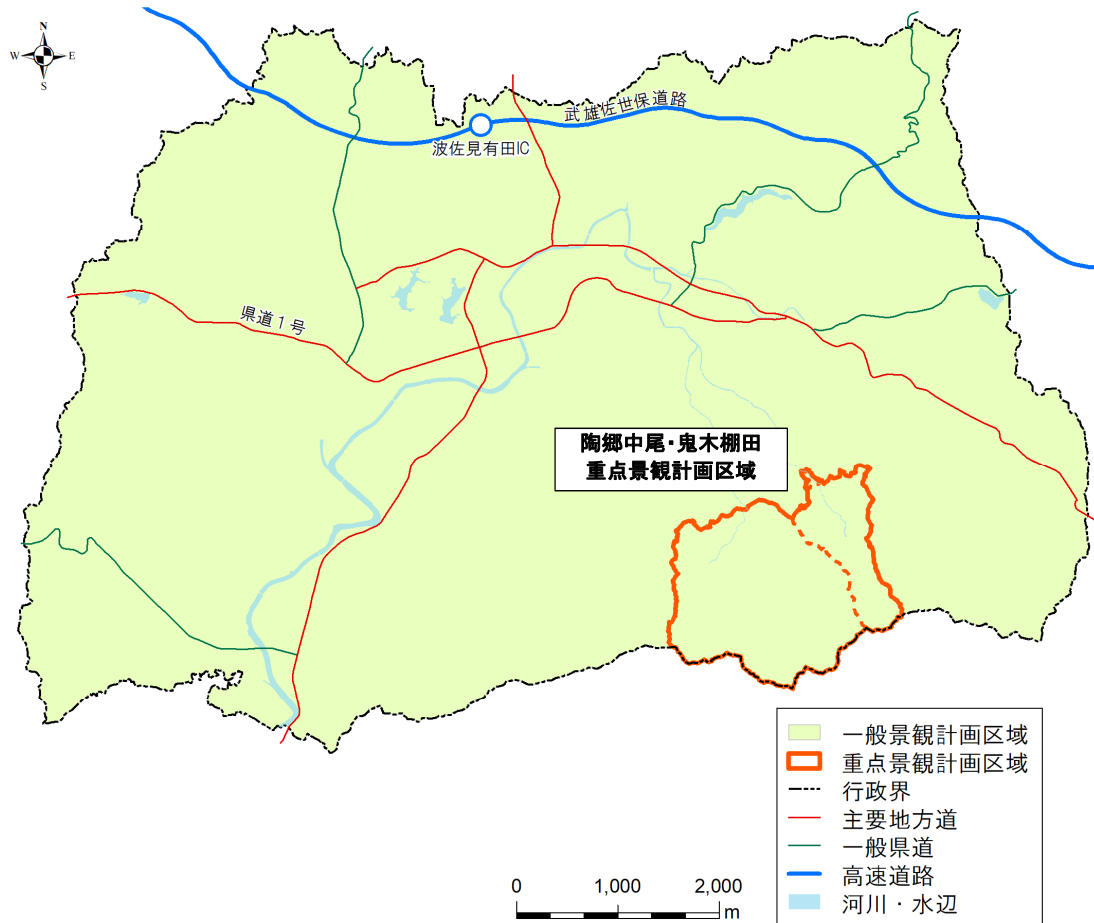 N
W E
S
武雄佐世保道路
波佐見有田IC
県道1号
陶郷中尾・鬼木棚田
重点景観計画区域
一般景観計画区域
重点景観計画区域
行政界
主要地方道
一般県道
高速道路
河川・水辺
0 1,000 2,000
m